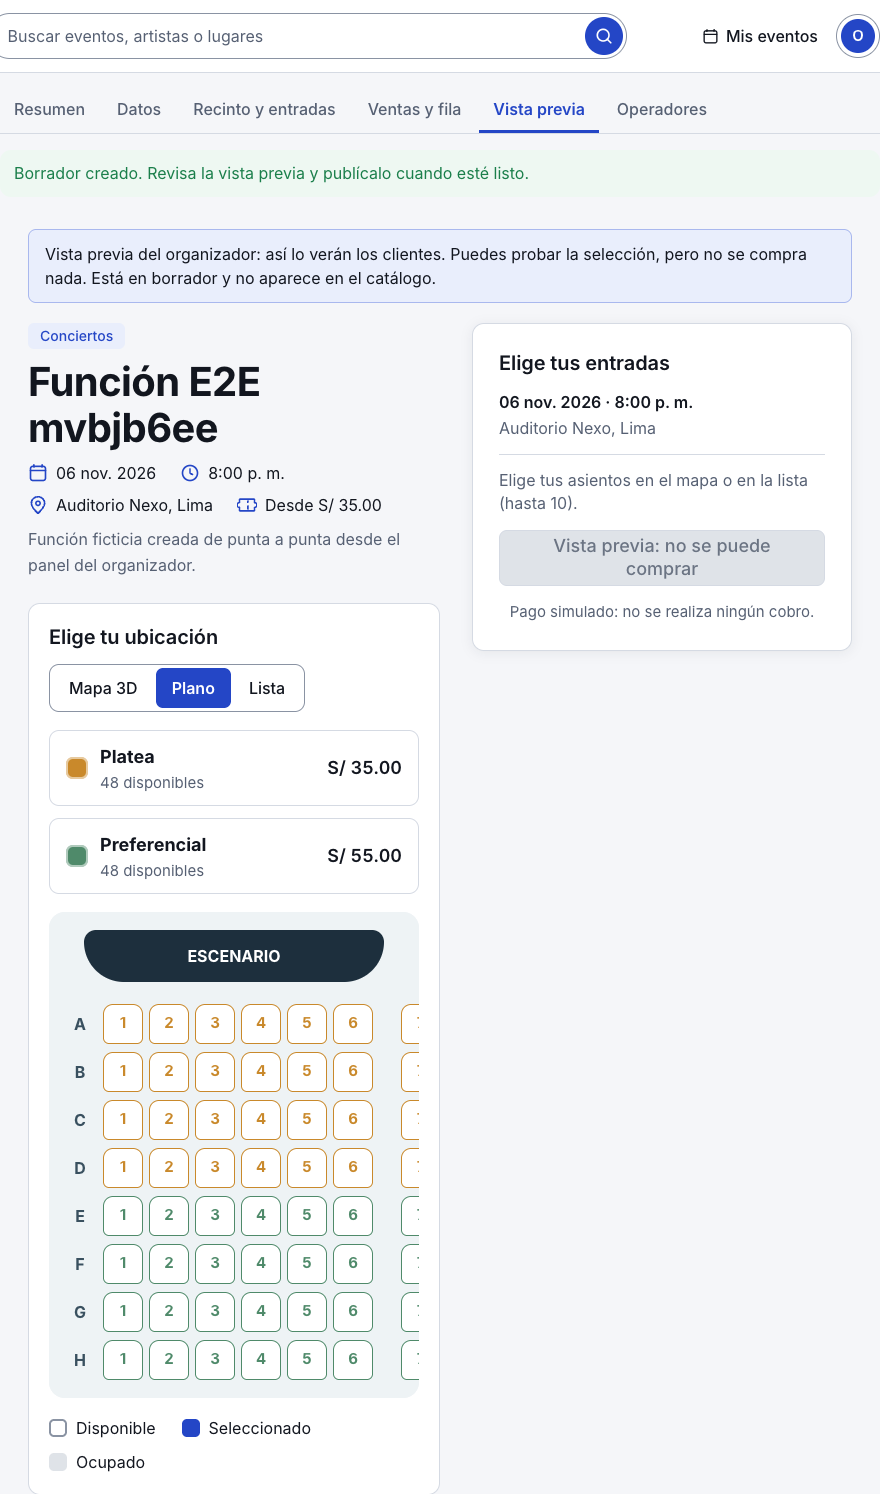 Buscar eventos, artistas o lugares
Mis eventos
O
Resumen
Datos
Recinto y entradas
Ventas y fila
Vista previa
Operadores
Borrador creado. Revisa la vista previa y publícalo cuando esté listo.
Vista previa del organizador: así lo verán los clientes. Puedes probar la selección, pero no se compra
nada. Está en borrador y no aparece en el catálogo.
Conciertos
Función E2E
mvbjb6ee
06 nov. 2026
8:00 p. m.
Auditorio Nexo, Lima
Desde S/ 35.00
Función ficticia creada de punta a punta desde el
panel del organizador.
Elige tu ubicación
Mapa 3D
Plano
Lista
Platea
48 disponibles
S/ 35.00
Preferencial
48 disponibles
S/ 55.00
ESCENARIO
A 1 2 3 4 5 6
B 1 2 3 4 5 6
C 1 2 3 4 5 6
D 1 2 3 4 5 6
E 1 2 3 4 5 6
F 1 2 3 4 5 6
G 1 2 3 4 5 6
H 1 2 3 4 5 6
Disponible
Seleccionado
Ocupado
Elige tus entradas
06 nov. 2026 · 8:00 p. m.
Auditorio Nexo, Lima
Elige tus asientos en el mapa o en la lista
(hasta 10).
Vista previa: no se puede
comprar
Pago simulado: no se realiza ningún cobro.